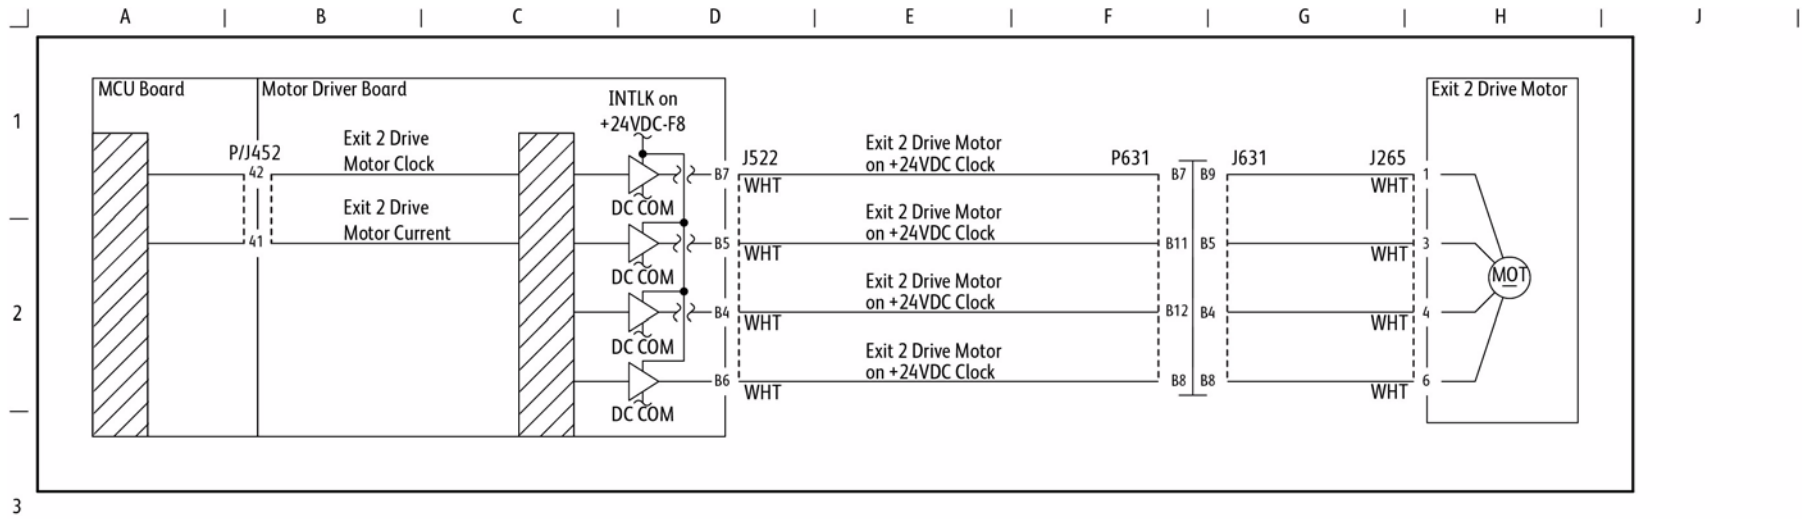 A B C D E F G H J
MCU Board Motor Driver Board Exit 2 Drive Motor
INTLK on
+24VDC-F8
1
Exit 2 Drive
Motor Clock
P/J452
42
J522
Exit 2 Drive Motor
on +24VDC Clock
P631 J631 J265
B7 WHT B7 B9 WHT 1
DC COM
Exit 2 Drive
Motor Current
41
Exit 2 Drive Motor
on +24VDC Clock
B5 WHT B11 B5 WHT 3
DC COM
MOT
2
Exit 2 Drive Motor
on +24VDC Clock
B4 WHT B12 B4 WHT 4
DC COM
Exit 2 Drive Motor
on +24VDC Clock
B6 WHT B8 B8 WHT 6
DC COM
3